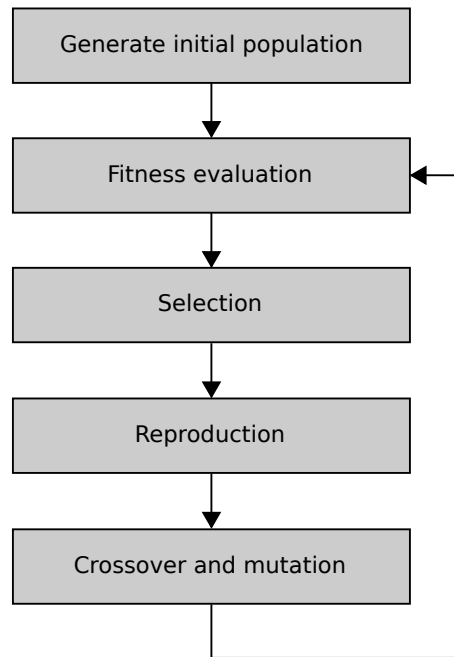 Generate initial population
Fitness evaluation
Selection
Reproduction
Crossover and mutation